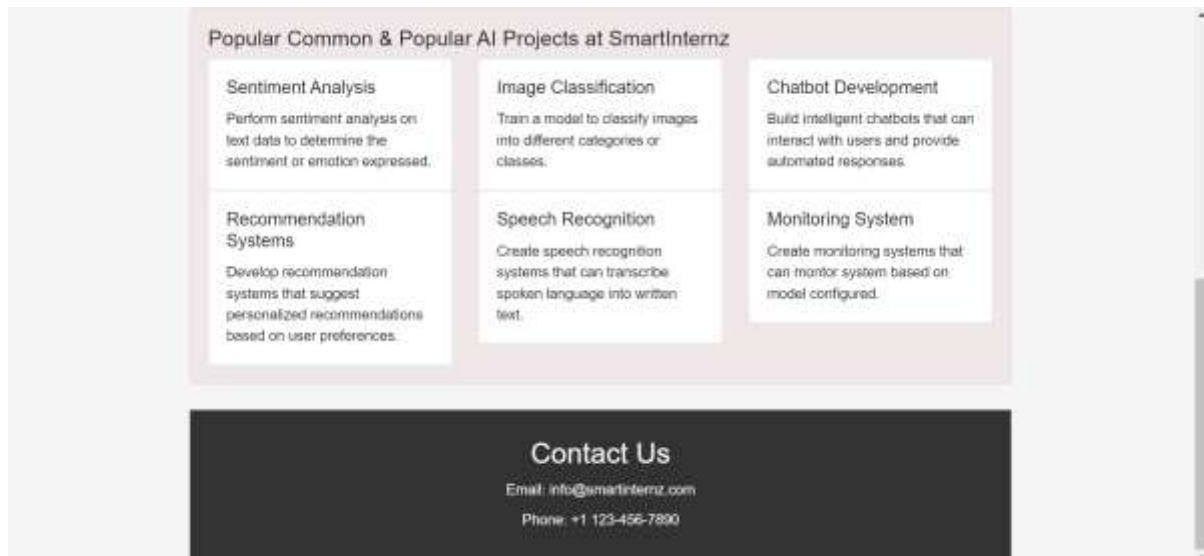 Popular Common & Popular AI Projects at SmartInternz
Sentiment Analysis
Perform sentiment analysis on
text data to determine the
sentiment or emotion expressed.
Image Classification
Train a model to classify images
into different categories or
classes.
Chatbot Development
Build intelligent chatbots that can
interact with users and provide
automated responses.
Recommendation
Systems
Develop recommendation
systems that suggest
personalized recommendations
based on user preferences.
Speech Recognition
Create speech recognition
systems that can transcribe
spoken language into written
text.
Monitoring System
Create monitoring systems that
can montor system based on
model configured.
Contact Us
Email: info@smartinternz.com
Phone: +1 123-456-7890